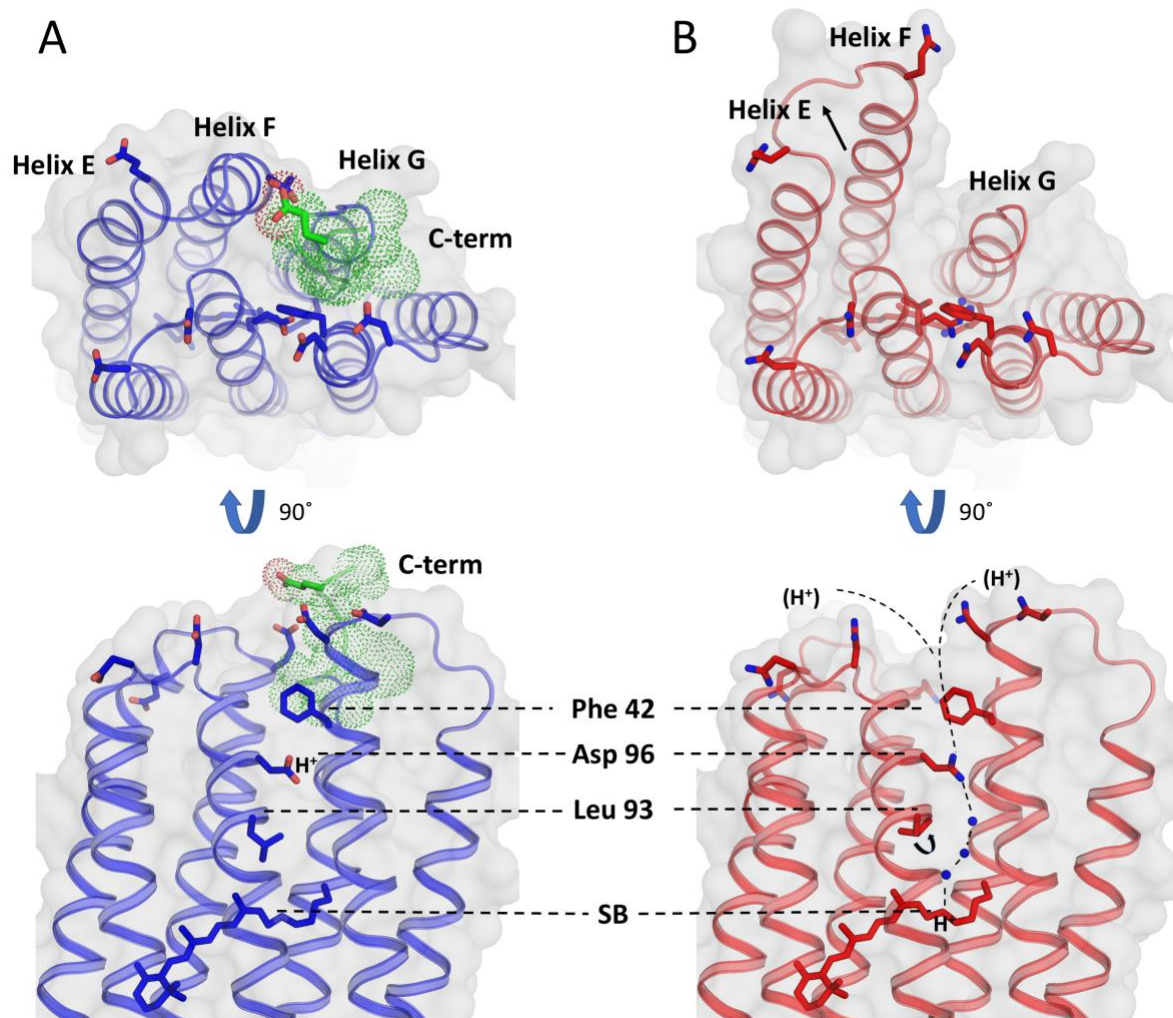 A
B
Helix F
Helix F
Helix E
Helix G
Helix E
C-term
Helix G
90˚
90˚
C-term
(H⁺)
(H⁺)
Phe 42
Asp 96
H⁺
Leu 93
SB
H